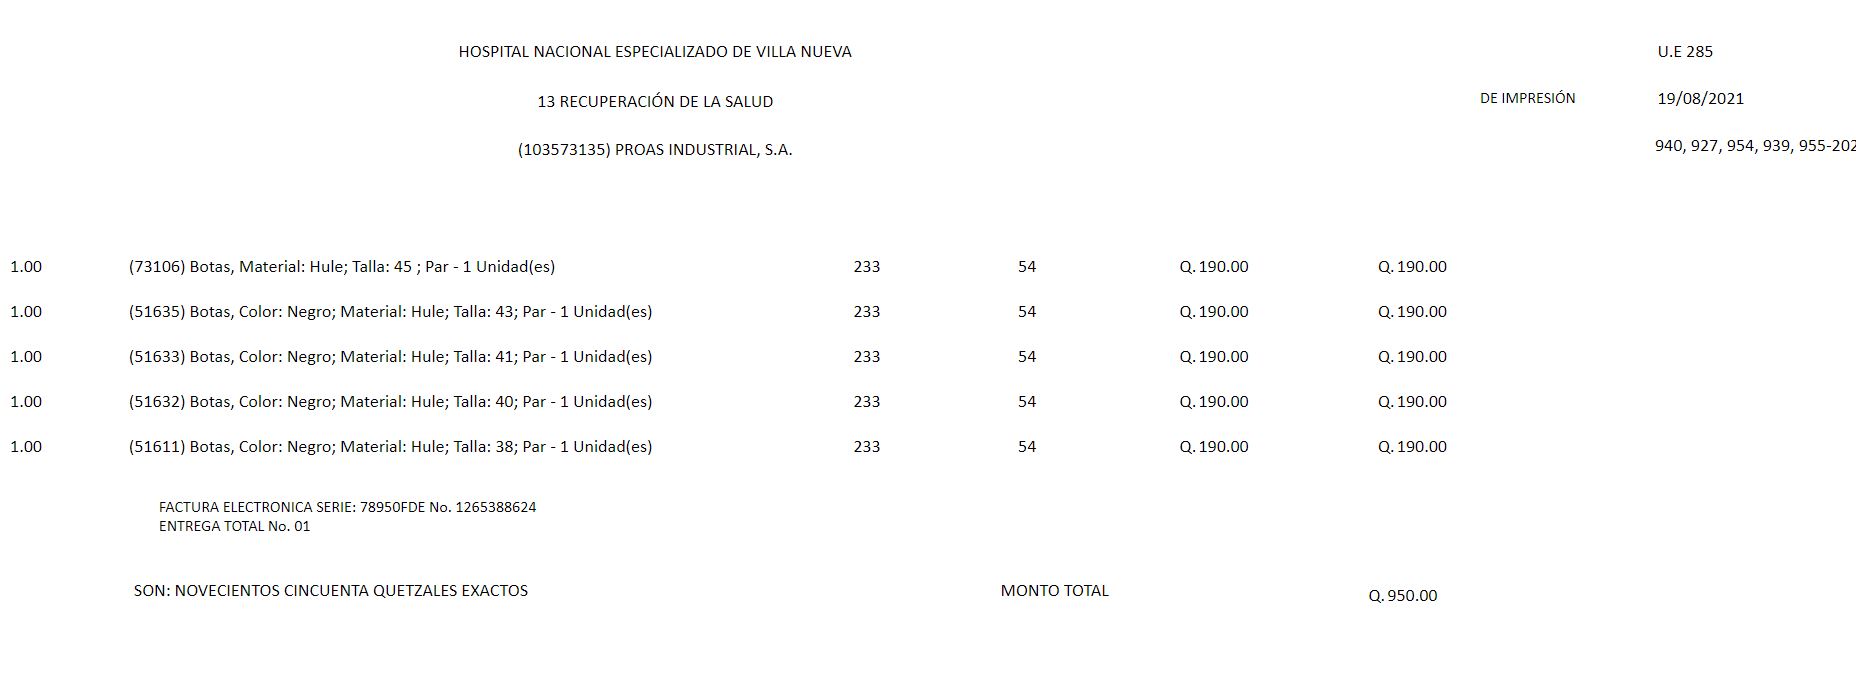 HOSPITAL NACIONAL ESPECIALIZADO DE VILLA NUEVA U.E 285
13 RECUPERACIÓN DE LA SALUD DE IMPRESIÓN 19/08/2021
(103573135) PROAS INDUSTRIAL, S.A. 940, 927, 954, 939, 955-202
1.00 (73106) Botas, Material: Hule; Talla: 45 ; Par - 1 Unidad(es) 233 54 Q. 190.00 Q. 190.00
1.00 (51635) Botas, Color: Negro; Material: Hule; Talla: 43; Par - 1 Unidad(es) 233 54 Q. 190.00 Q. 190.00
1.00 (51633) Botas, Color: Negro; Material: Hule; Talla: 41; Par - 1 Unidad(es) 233 54 Q. 190.00 Q. 190.00
1.00 (51632) Botas, Color: Negro; Material: Hule; Talla: 40; Par - 1 Unidad(es) 233 54 Q. 190.00 Q. 190.00
1.00 (51611) Botas, Color: Negro; Material: Hule; Talla: 38; Par - 1 Unidad(es) 233 54 Q. 190.00 Q. 190.00
FACTURA ELECTRONICA SERIE: 78950FDE No. 1265388624
ENTREGA TOTAL No. 01
SON: NOVECIENTOS CINCUENTA QUETZALES EXACTOS MONTO TOTAL Q. 950.00